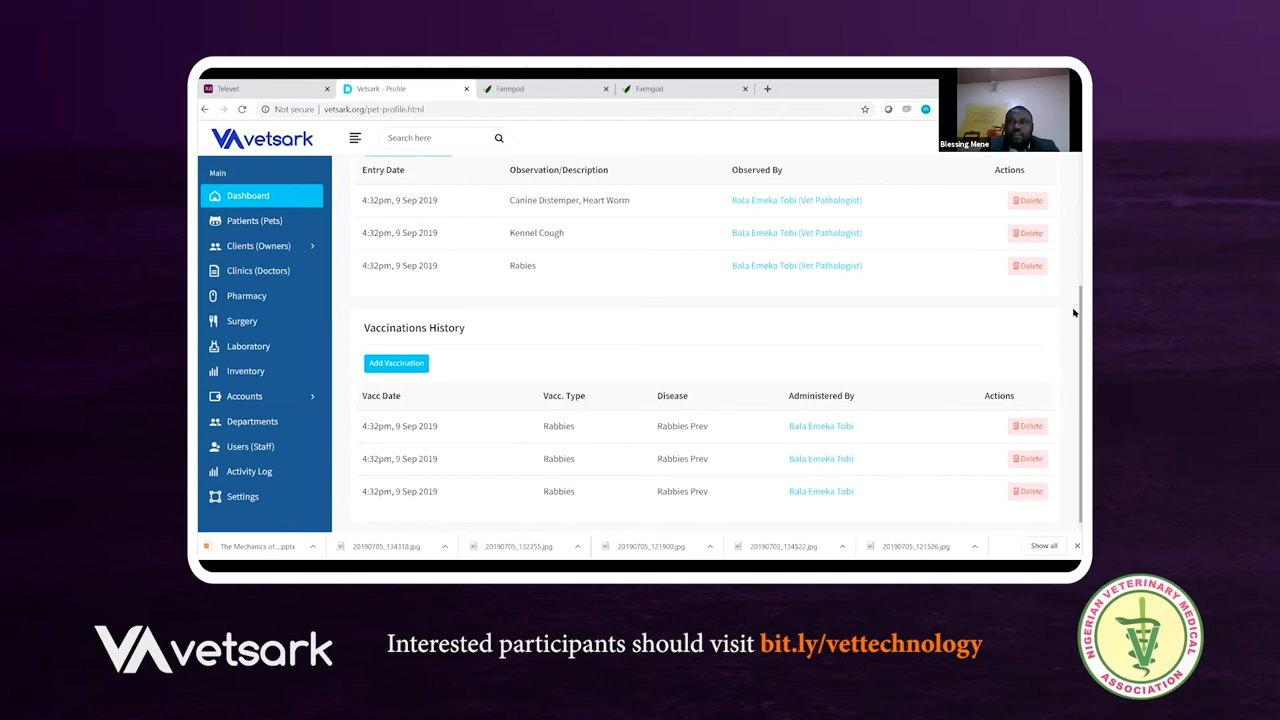 Televet
Vetsark - Profile
Farmgod
Farmgod
Not secure
vetsark.org/pet-profile.html
vetsark
Search here
Blessing Mene
Main
Dashboard
Patients (Pets)
Clients (Owners)
Clinics (Doctors)
Pharmacy
Surgery
Laboratory
Inventory
Accounts
Departments
Users (Staff)
Activity Log
Settings
Entry Date Observation/Description Observed By Actions
4:32pm, 9 Sep 2019 Canine Distemper, Heart Worm Bala Emeka Tobi (Vet Pathologist) Delete
4:32pm, 9 Sep 2019 Kennel Cough Bala Emeka Tobi (Vet Pathologist) Delete
4:32pm, 9 Sep 2019 Rabies Bala Emeka Tobi (Vet Pathologist) Delete
Vaccinations History
Add Vaccination
Vacc Date Vacc. Type Disease Administered By Actions
4:32pm, 9 Sep 2019 Rabbies Rabbies Prev Bala Emeka Tobi Delete
4:32pm, 9 Sep 2019 Rabbies Rabbies Prev Bala Emeka Tobi Delete
4:32pm, 9 Sep 2019 Rabbies Rabbies Prev Bala Emeka Tobi Delete
The Mechanics of....pptx
20190705_134318.jpg
20190705_132255.jpg
20190705_121900.jpg
20190703_134522.jpg
20190705_121526.jpg
Show all
vetsark
Interested participants should visit bit.ly/vettechnology
NIGERIAN VETERINARY MEDICAL
ASSOCIATION